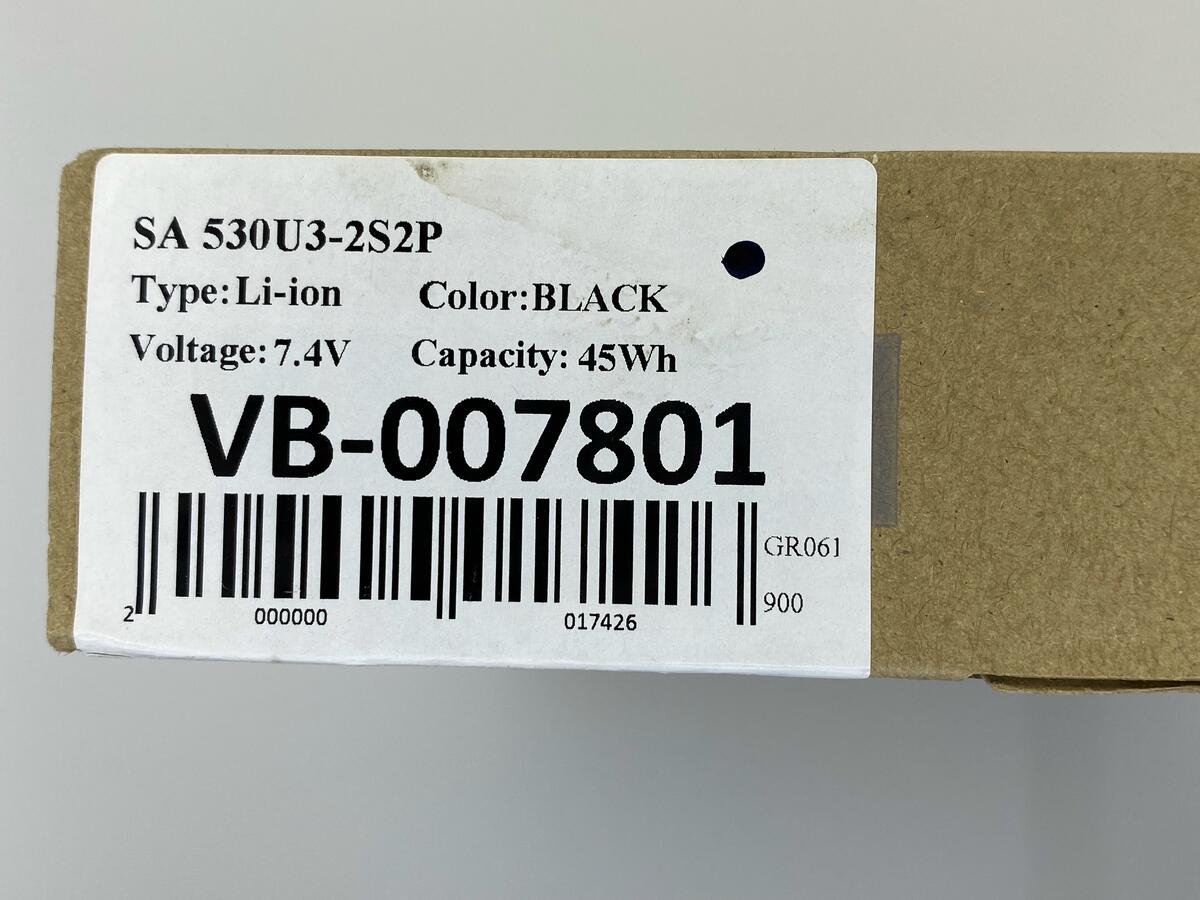 SA 530U3-2S2P
Type: Li-ion Color:BLACK
Voltage: 7.4V Capacity: 45Wh
VB-007801
GR061
900
2 000000 017426